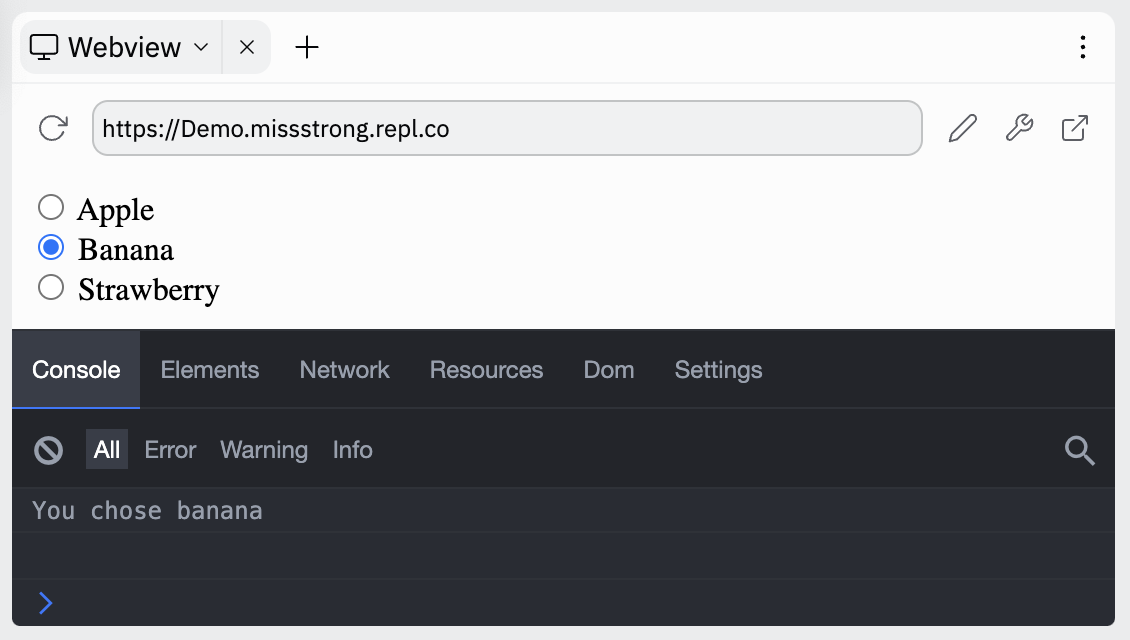 Webview
https://Demo.missstrong.repl.co
Apple
Banana
Strawberry
Console Elements Network Resources Dom Settings
All Error Warning Info
You chose banana